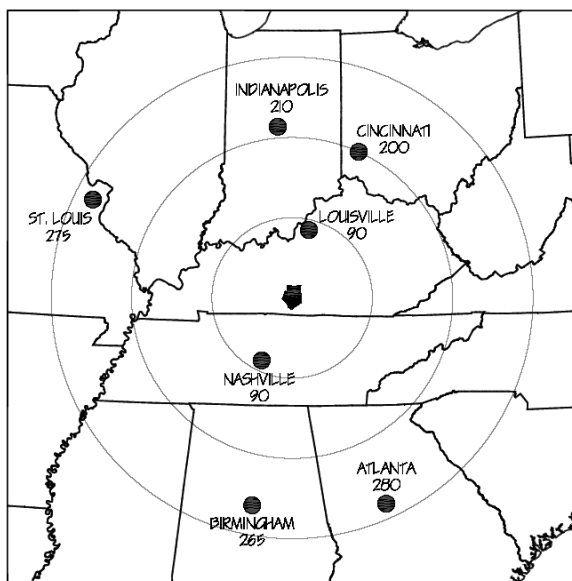 INDIANAPOLIS
210
CINCINNATI
200
ST. LOUIS
275
LOUISVILLE
90
NASHVILLE
90
ATLANTA
280
BIRMINGHAM
265